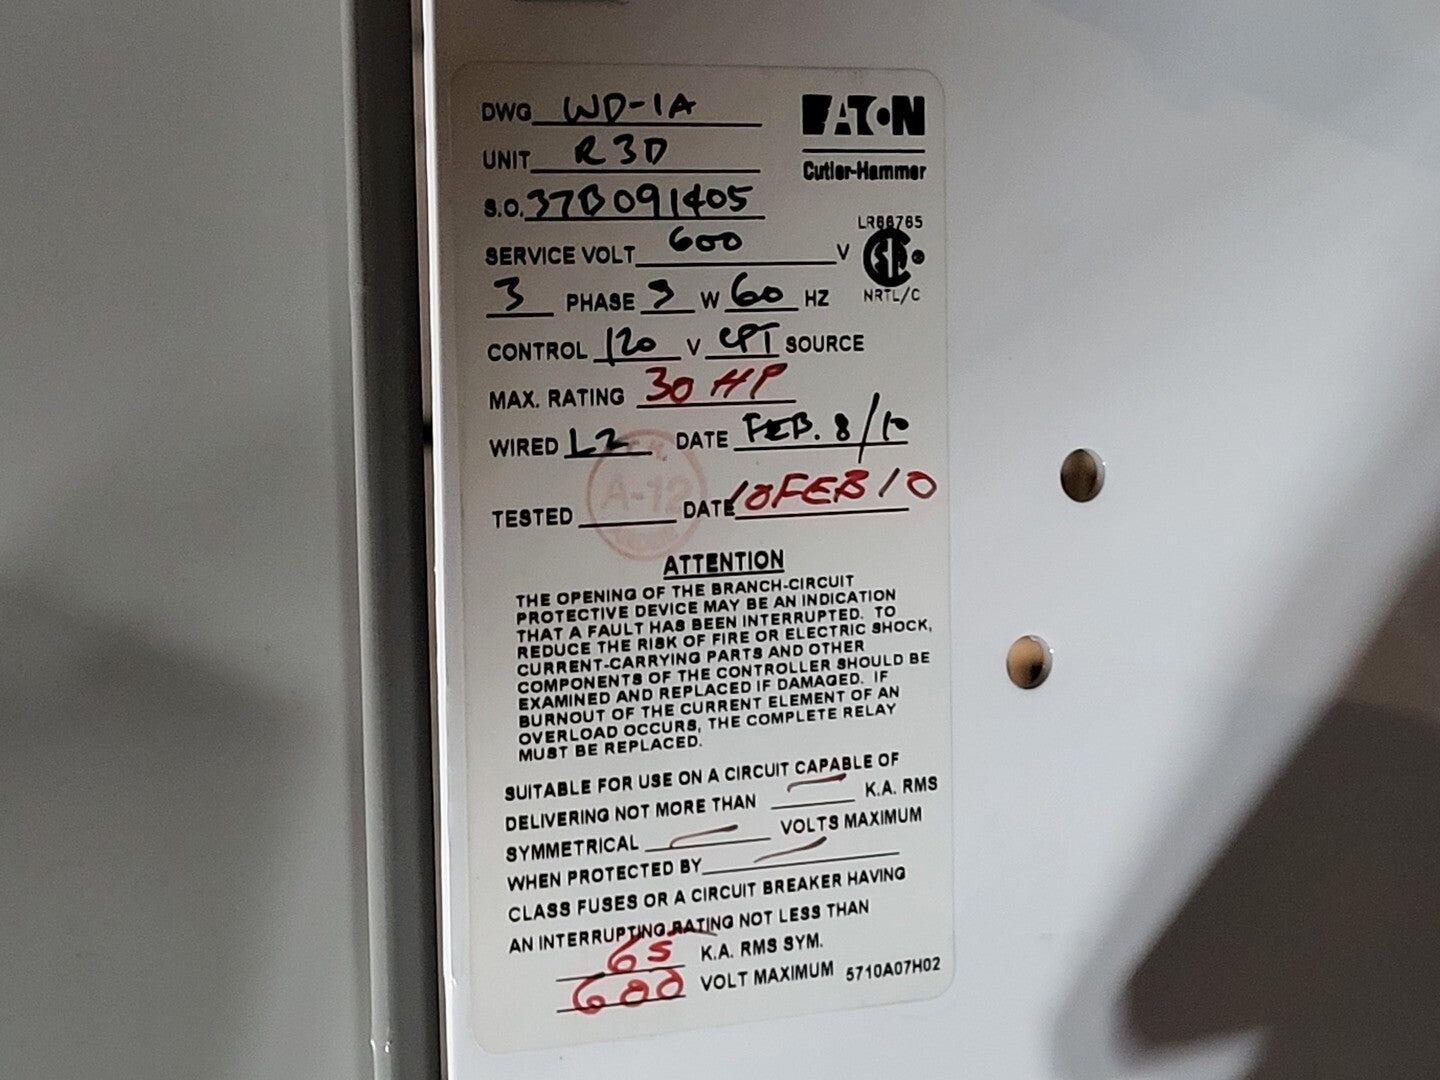 DWG WD-1A
EATON
UNIT R3D
Cutler-Hammer
S.O. 37B091405
LR88765
SERVICE VOLT 600 V
NRTL/C
3 PHASE 3 W 60 HZ
CONTROL 120 V CPT SOURCE
MAX. RATING 30 HP
WIRED LZ DATE FEB. 8/10
A-12
TESTED DATE 10FEB10
ATTENTION
THE OPENING OF THE BRANCH-CIRCUIT
PROTECTIVE DEVICE MAY BE AN INDICATION
THAT A FAULT HAS BEEN INTERRUPTED. TO
REDUCE THE RISK OF FIRE OR ELECTRIC SHOCK,
CURRENT-CARRYING PARTS AND OTHER
COMPONENTS OF THE CONTROLLER SHOULD BE
EXAMINED AND REPLACED IF DAMAGED. IF
BURNOUT OF THE CURRENT ELEMENT OF AN
OVERLOAD OCCURS, THE COMPLETE RELAY
MUST BE REPLACED.
SUITABLE FOR USE ON A CIRCUIT CAPABLE OF
DELIVERING NOT MORE THAN K.A. RMS
SYMMETRICAL VOLTS MAXIMUM
WHEN PROTECTED BY
CLASS FUSES OR A CIRCUIT BREAKER HAVING
AN INTERRUPTING RATING NOT LESS THAN
65 K.A. RMS SYM.
600 VOLT MAXIMUM 5710A07H02